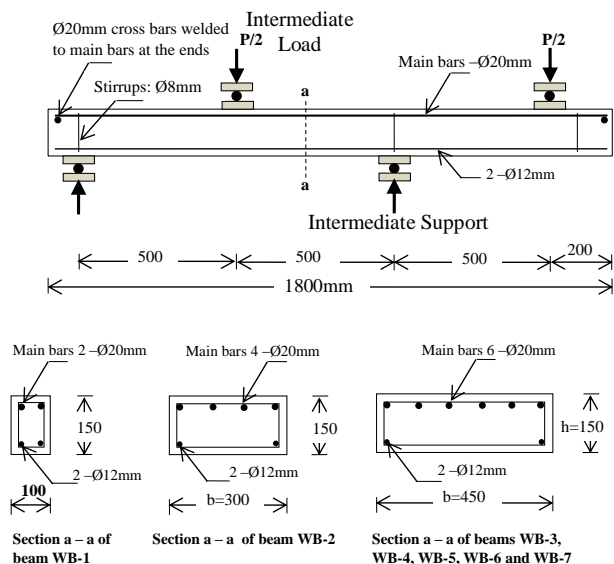 Ø20mm cross bars welded
to main bars at the ends
Intermediate
Load
P/2
P/2
Stirrups: Ø8mm
a
Main bars –Ø20mm
a
2 –Ø12mm
Intermediate Support
500
500
500
200
1800mm
Main bars 2 –Ø20mm
Main bars 4 –Ø20mm
Main bars 6 –Ø20mm
150
150
h=150
2 –Ø12mm
2 –Ø12mm
2 –Ø12mm
100
b=300
b=450
Section a – a of
beam WB-1
Section a – a of beam WB-2
Section a – a of beams WB-3,
WB-4, WB-5, WB-6 and WB-7